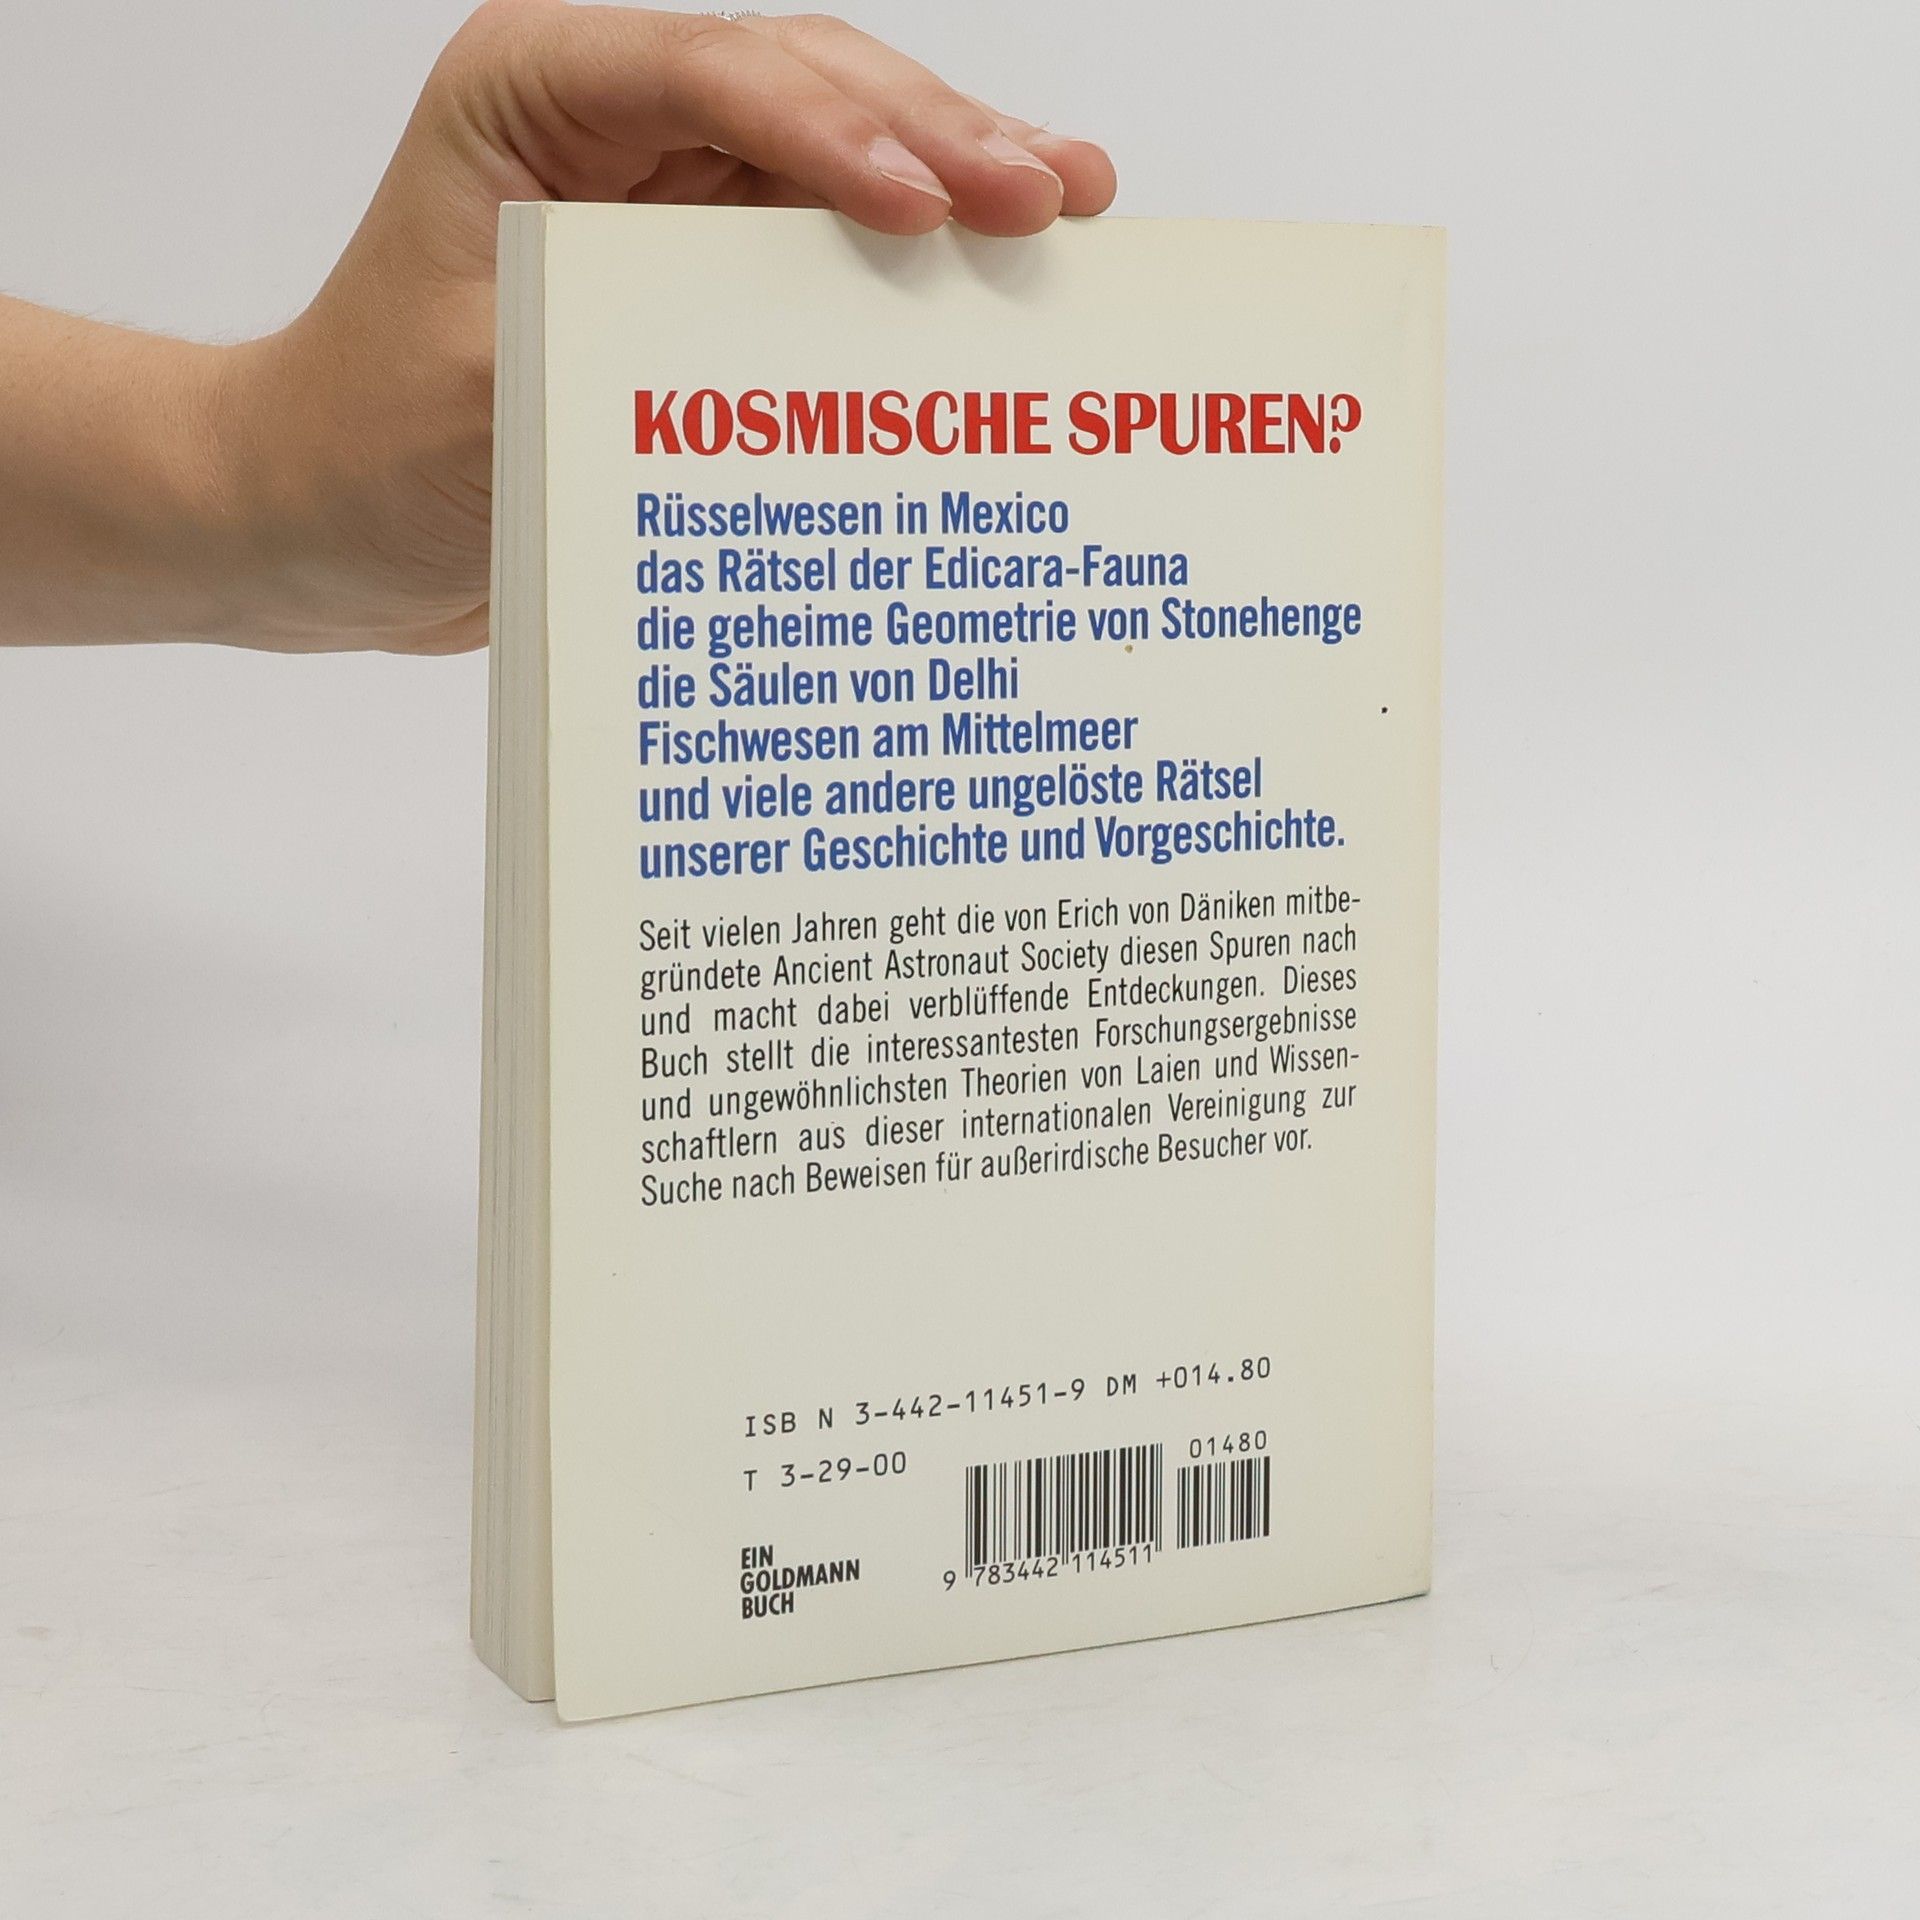 KOSMISCHE SPUREN?
Rüsselwesen in Mexico
das Rätsel der Edicara-Fauna
die geheime Geometrie von Stonehenge
die Säulen von Delhi
Fischwesen am Mittelmeer
und viele andere ungelöste Rätsel
unserer Geschichte und Vorgeschichte.
Seit vielen Jahren geht die von Erich von Däniken mitbe-
gründete Ancient Astronaut Society diesen Spuren nach
und macht dabei verblüffende Entdeckungen. Dieses
Buch stellt die interessantesten Forschungsergebnisse
und ungewöhnlichsten Theorien von Laien und Wissen-
schaftlern aus dieser internationalen Vereinigung zur
Suche nach Beweisen für außerirdische Besucher vor.
ISB N 3-442-11451-9 DM +014.80
T 3-29-00
01480
9 783442 114511
EIN
GOLDMANN
BUCH